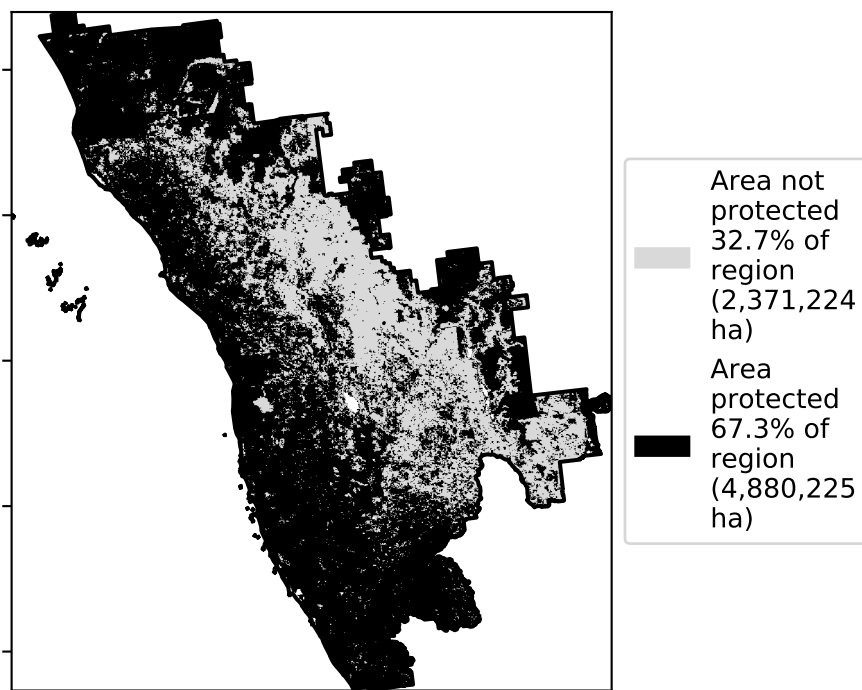 Area not
protected
32.7% of
region
(2,371,224
ha)
Area
protected
67.3% of
region
(4,880,225
ha)